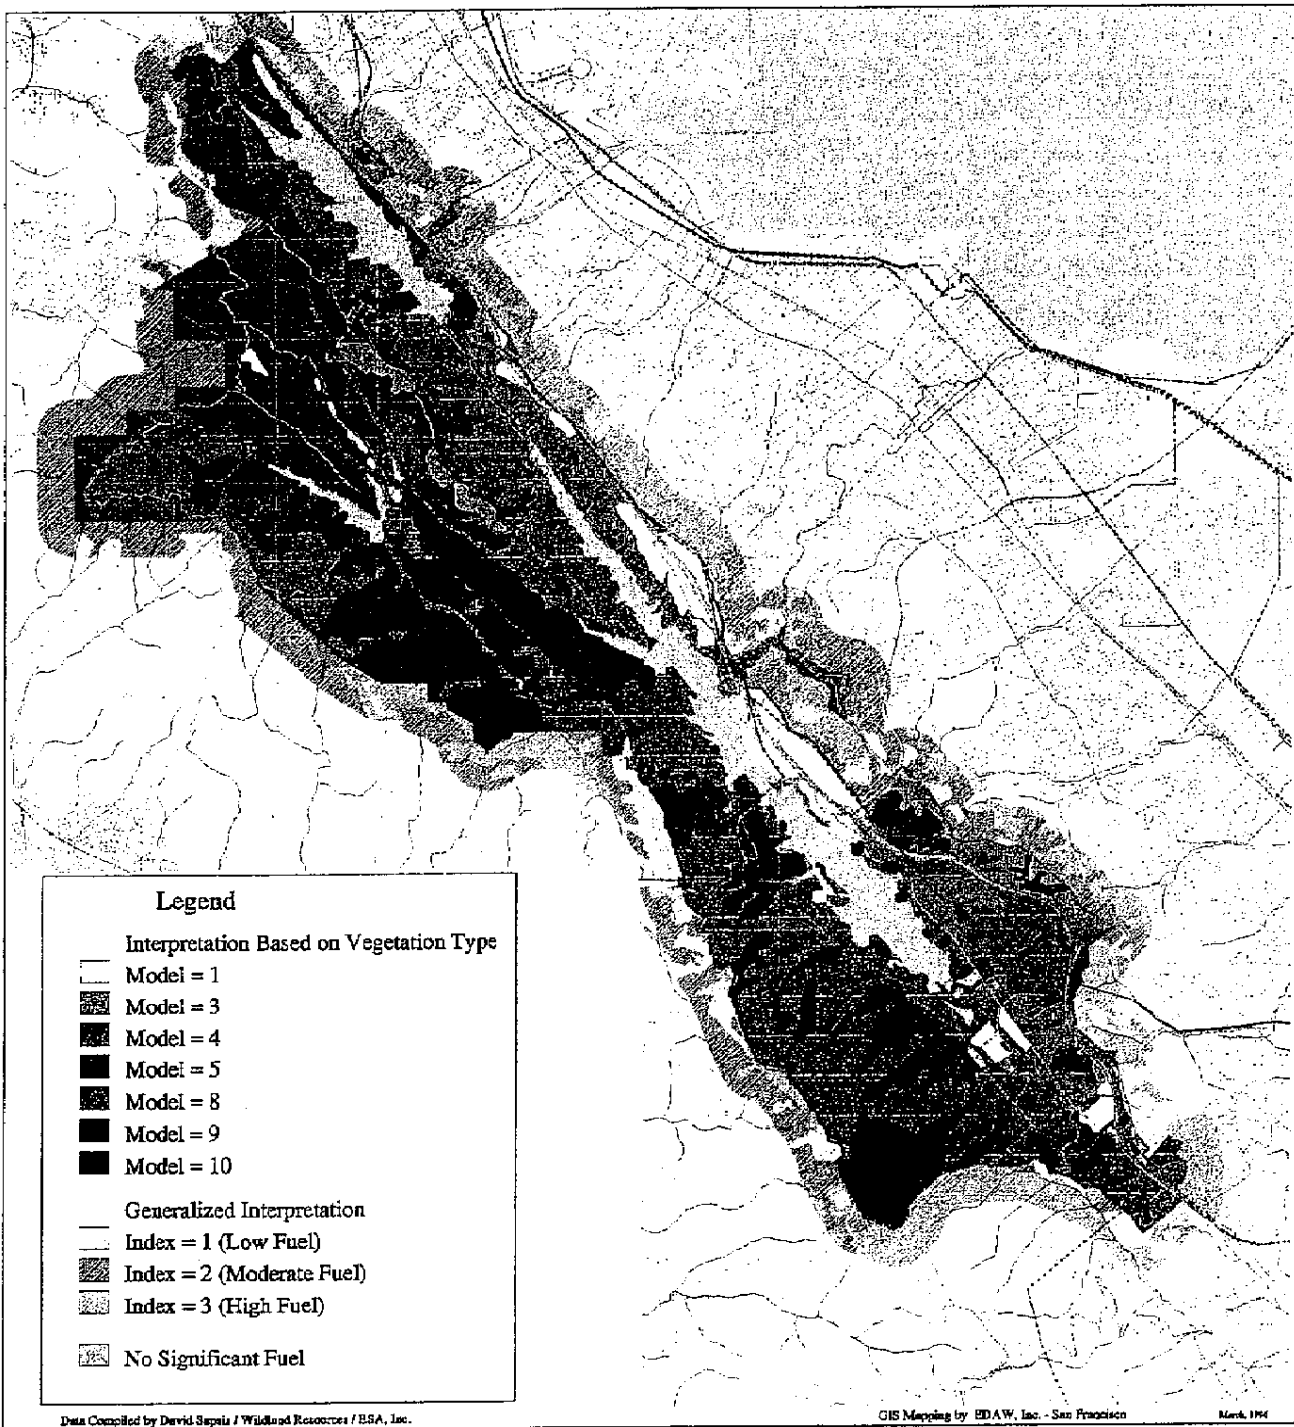 Legend
Interpretation Based on Vegetation Type
Model = 1
Model = 3
Model = 4
Model = 5
Model = 8
Model = 9
Model = 10
Generalized Interpretation
Index = 1 (Low Fuel)
Index = 2 (Moderate Fuel)
Index = 3 (High Fuel)
No Significant Fuel
Data Compiled by David / Wildland Resources / ESA, Inc.
GIS Mapping by EDAW, Inc. - San Francisco
March,